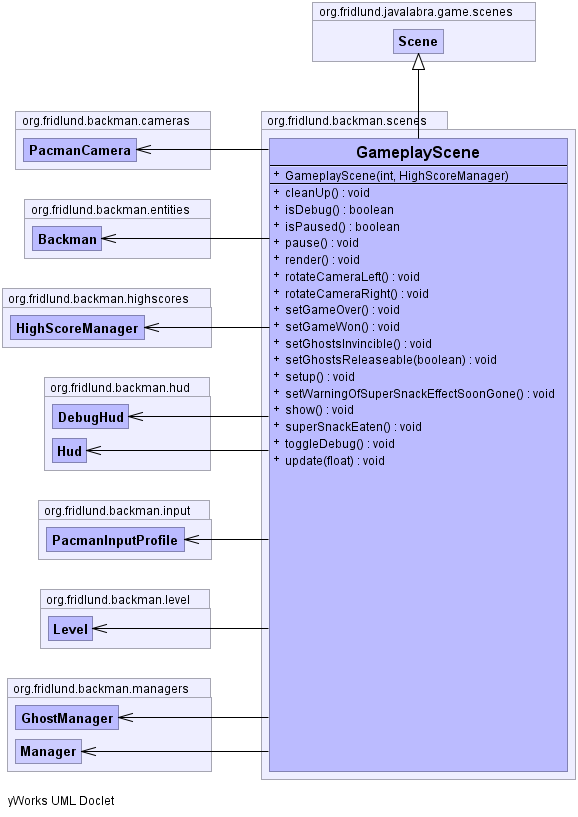 org.fridlund.javalabra.game.scenes
Scene
org.fridlund.backman.cameras
PacmanCamera
org.fridlund.backman.entities
Backman
org.fridlund.backman.highscores
HighScoreManager
org.fridlund.backman.hud
DebugHud
Hud
org.fridlund.backman.input
PacmanInputProfile
org.fridlund.backman.level
Level
org.fridlund.backman.managers
GhostManager
Manager
org.fridlund.backman.scenes
GameplayScene
+ GameplayScene(int, HighScoreManager)
+ cleanUp() : void
+ isDebug() : boolean
+ isPaused() : boolean
+ pause() : void
+ render() : void
+ rotateCameraLeft() : void
+ rotateCameraRight() : void
+ setGameOver() : void
+ setGameWon() : void
+ setGhostsInvincible() : void
+ setGhostsReleaseable(boolean) : void
+ setup() : void
+ setWarningOfSuperSnackEffectSoonGone() : void
+ show() : void
+ superSnackEaten() : void
+ toggleDebug() : void
+ update(float) : void
yWorks UML Doclet